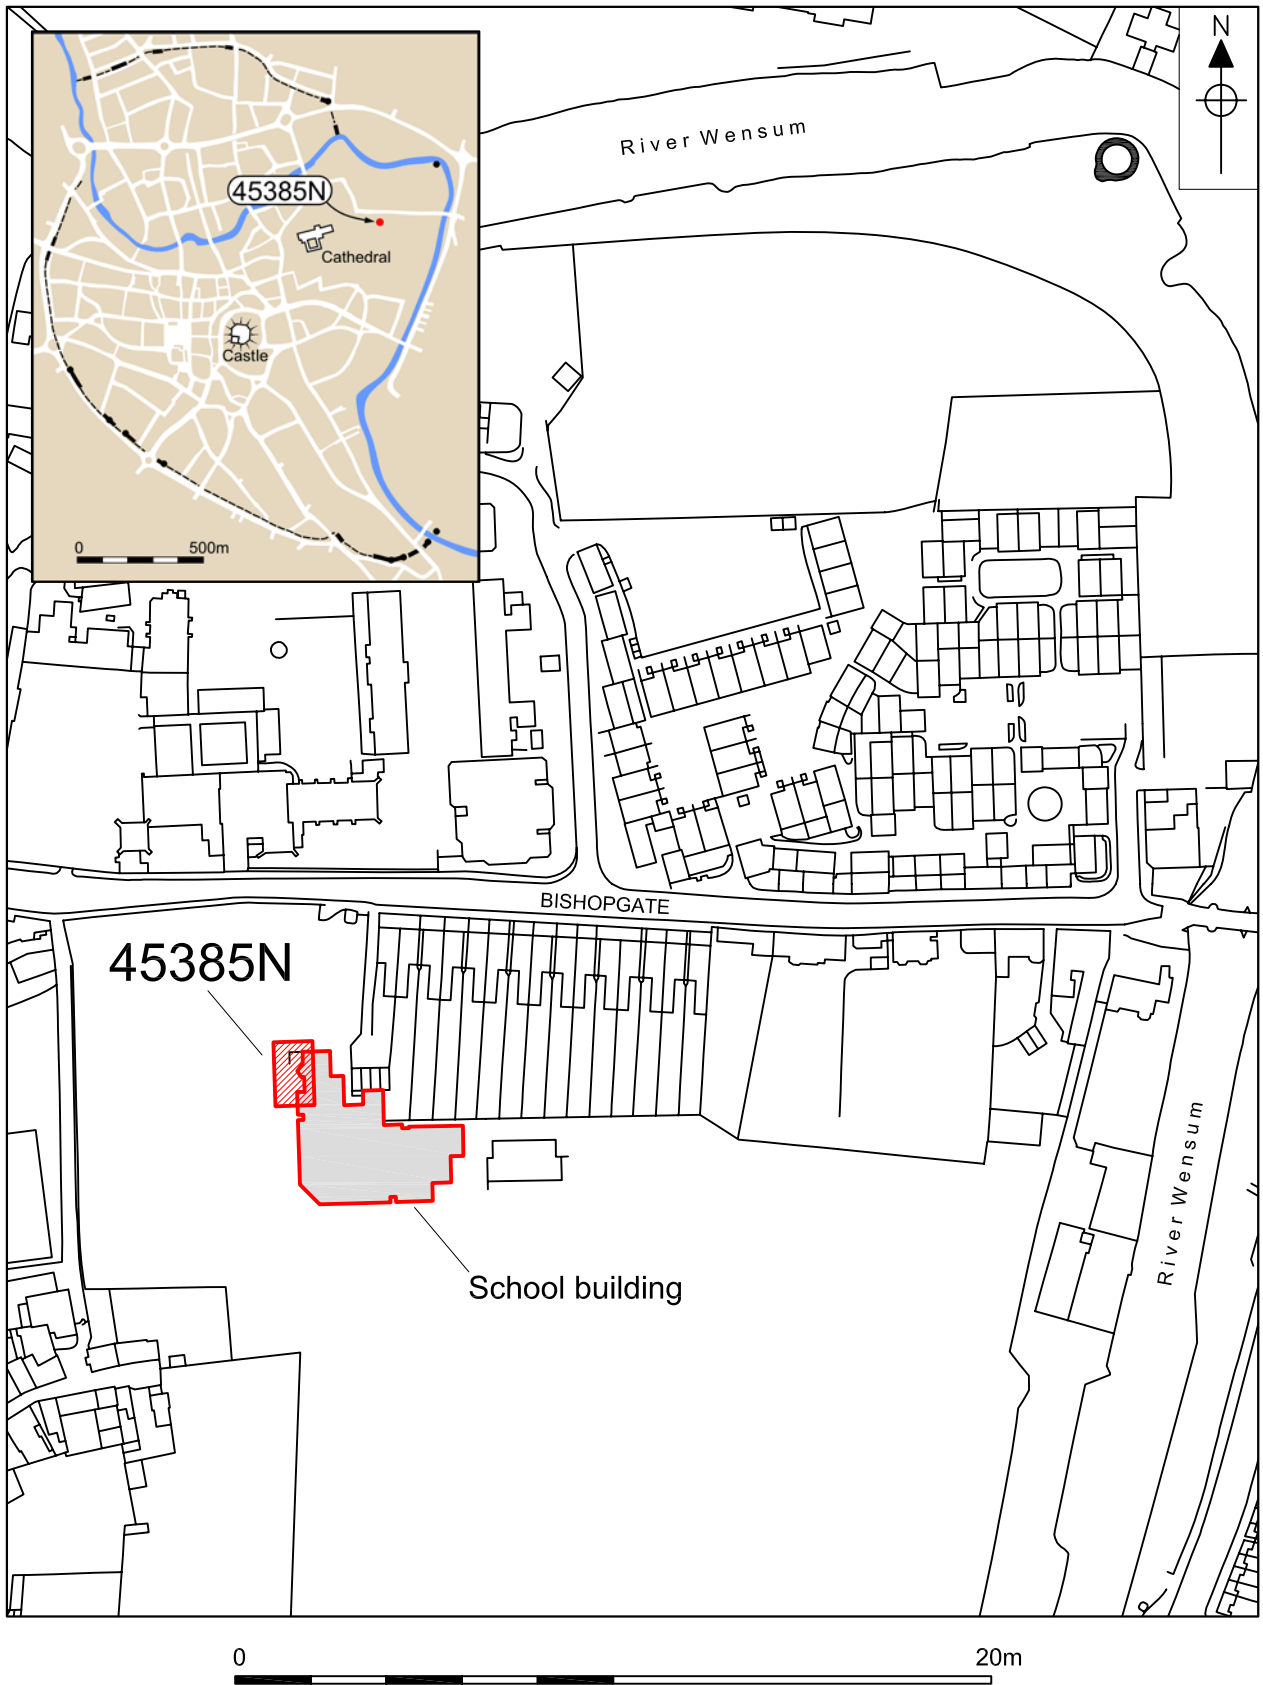 N
River Wensum
45385N
Cathedral
Castle
0 500m
BISHOPGATE
45385N
River Wensum
School building
0 20m